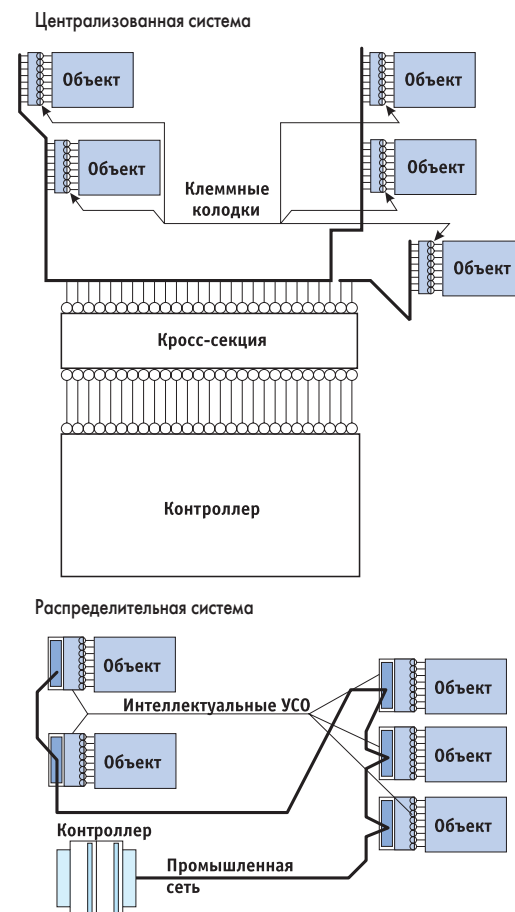 Централизованная система
Объект
Объект
Объект
Объект
Клеммные
колодки
Объект
Кросс-секция
Контроллер
Распределительная система
Объект
Объект
Интеллектуальные УСО
Объект
Объект
Объект
Контроллер
Промышленная
сеть